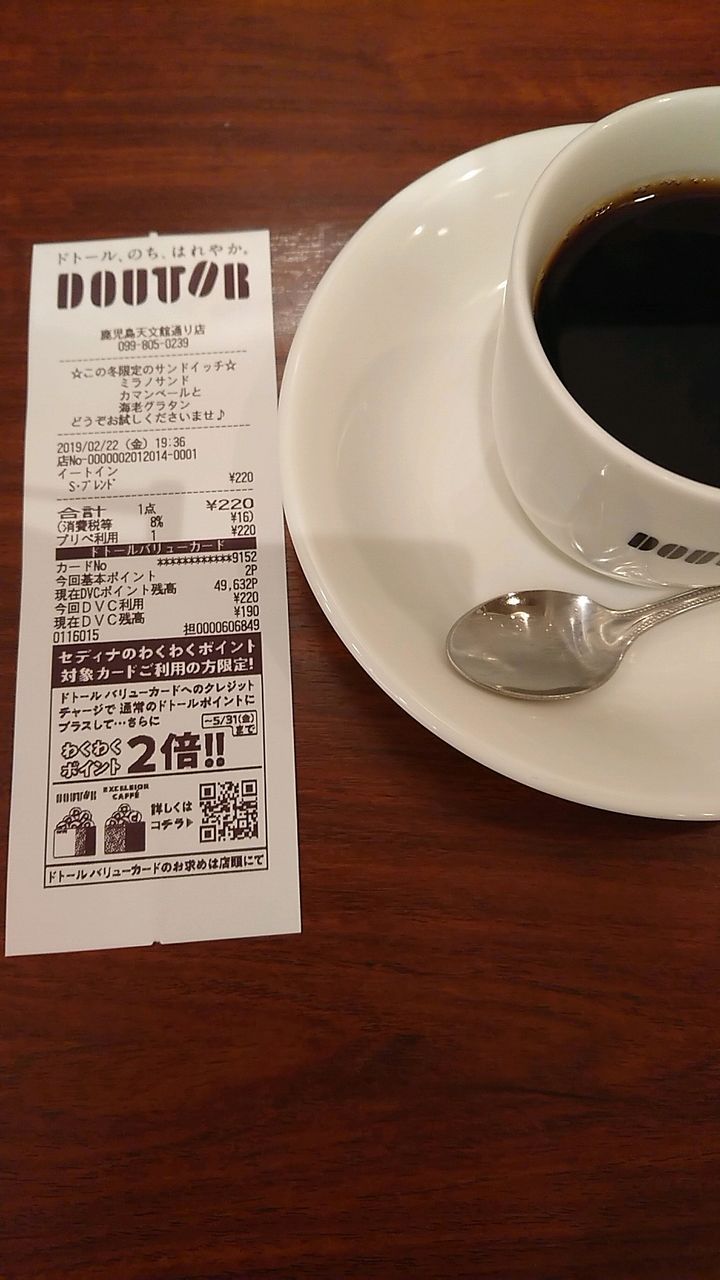 ドトール、のち、はれやか。
DOUTOR
鹿児島天文館通り店
099-805-0239
☆この冬限定のサンドイッチ☆
ミラノサンド
カマンベールと
海老グラタン
どうぞお試しくださいませ♪
2019/02/22 (金) 19:36
店No-0000002012014-0001
イートイン
S・ブレンド ¥220
合計 1点 ¥220
(消費税等 8% ¥16)
プリペ利用 1 ¥220
ドトールバリューカード
カードNo ************9152
今回基本ポイント 2P
現在DVCポイント残高 49,632P
今回DVC利用 ¥220
現在DVC残高 ¥190
0116015 担0000606849
セディナのわくわくポイント
対象カードご利用の方限定!
ドトール バリューカードへのクレジット
チャージで 通常のドトールポイントに
プラスして…さらに ~5/31(金)まで
わくわく
ポイント 2倍!!
DOUTOR EXCELSIOR CAFFÉ
詳しくは
コチラ▶
ドトール バリューカードのお求めは店頭にて
DOU